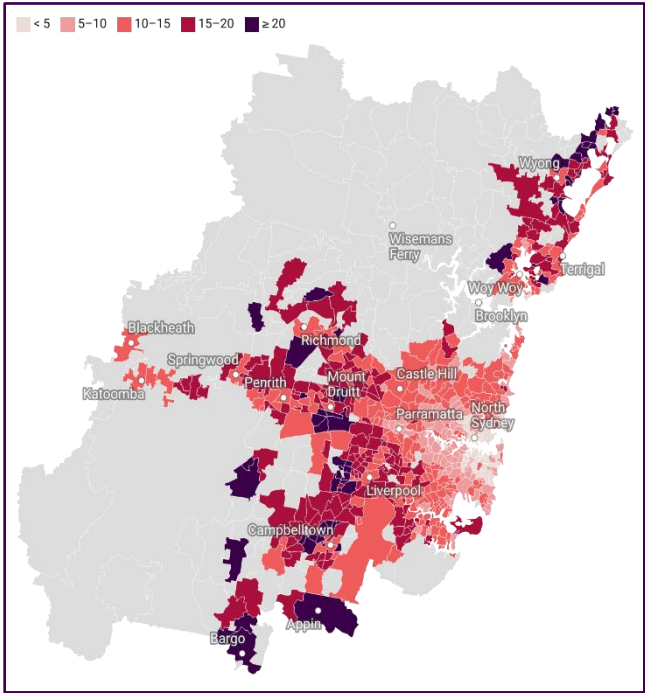 < 5 5–10 10–15 15–20 ≥ 20
Wyong
Wisemans
Ferry
Terrigal
Woy Woy
Brooklyn
Blackheath
Richmond
Springwood
Castle Hill
Penrith
Mount
Druitt
Katoomba
North
Sydney
Parramatta
Liverpool
Campbelltown
Appin
Bargo